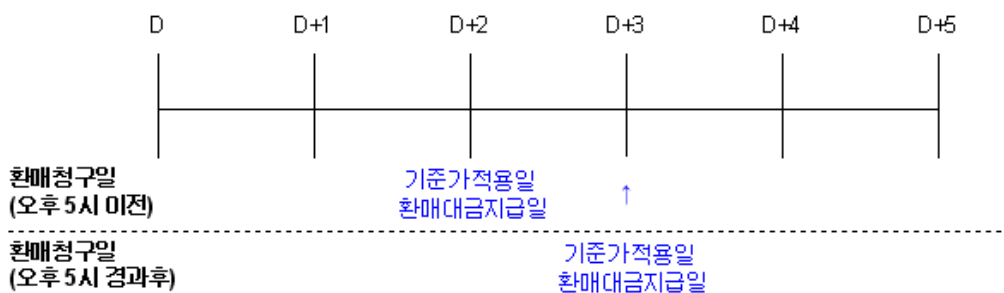 D D+1 D+2 D+3 D+4 D+5
환매청구일
(오후 5시 이전)
기준가적용일
환매대금지급일
↑
환매청구일
(오후 5시 경과후)
기준가적용일
환매대금지급일